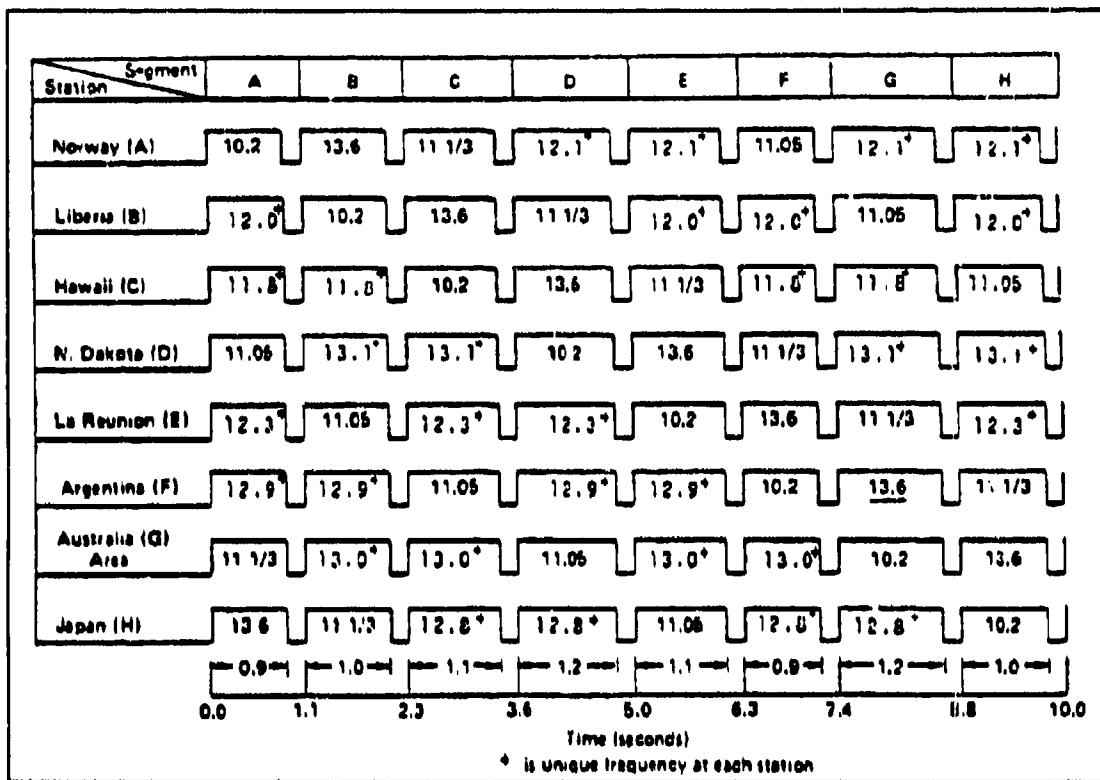 Segment
Station A B C D E F G H
Norway (A) 10.2 13.6 11 1/3 12.1* 12.1* 11.05 12.1* 12.1*
Liberia (B) 12.0* 10.2 13.6 11 1/3 12.0* 12.0* 11.05 12.0*
Hawaii (C) 11.8* 11.8* 10.2 13.6 11 1/3 11.8* 11.8* 11.05
N. Dakota (D) 11.05 13.1* 13.1* 10.2 13.6 11 1/3 13.1* 13.1*
La Reunion (E) 12.3* 11.05 12.3* 12.3* 10.2 13.6 11 1/3 12.3*
Argentina (F) 12.9* 12.9* 11.05 12.9* 12.9* 10.2 13.6 11 1/3
Australia (G)
Area 11 1/3 13.0* 13.0* 11.05 13.0* 13.0* 10.2 13.6
Japan (H) 13.6 11 1/3 12.8* 12.8* 11.05 12.8* 12.8* 10.2
0.9 1.0 1.1 1.2 1.1 0.9 1.2 1.0
0.0 1.1 2.3 3.6 5.0 6.3 7.4 8.8 10.0
Time (seconds)
* is unique frequency at each station